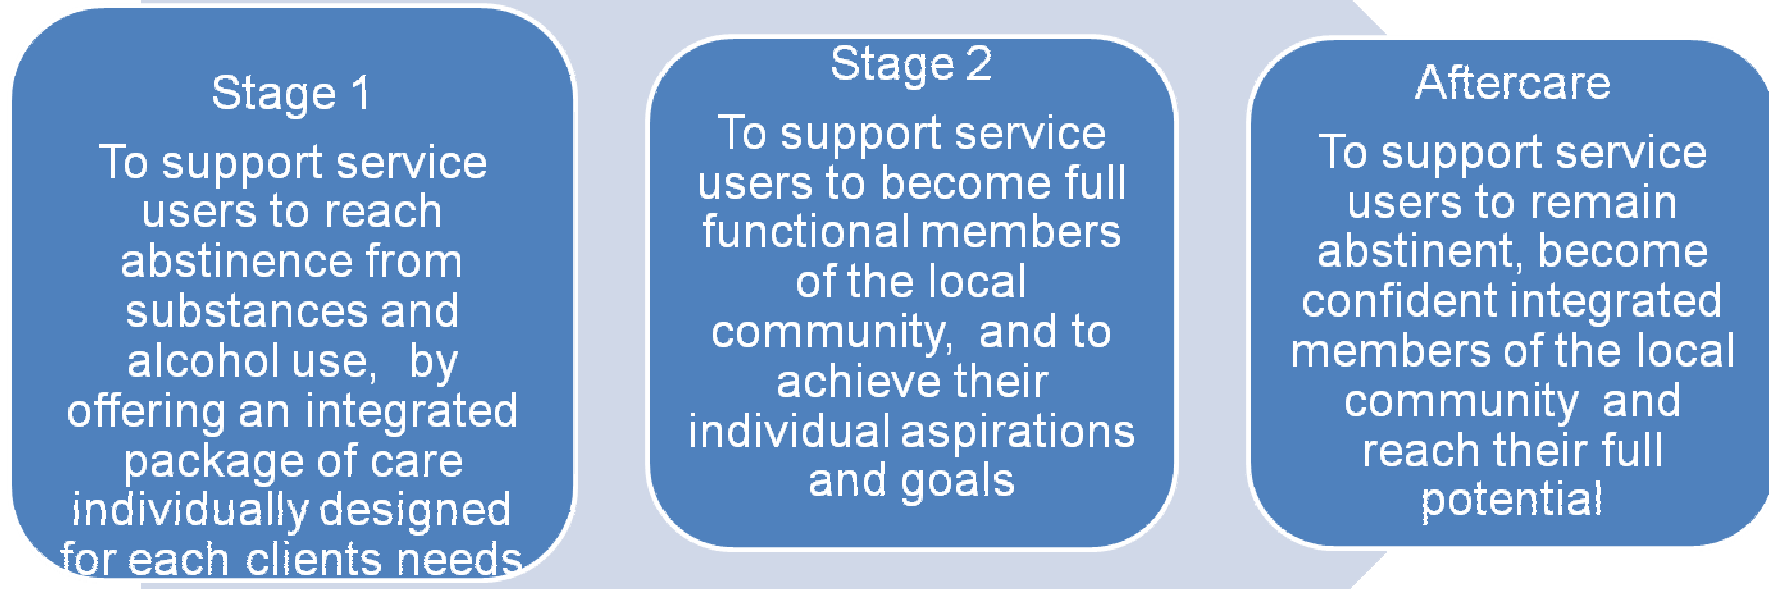 Stage 1
To support service
users to reach
abstinence from
substances and
alcohol use,  by
offering an integrated
package of care
individually designed
for each clients needs
Stage 2
To support service
users to become full
functional members
of the local
community,  and to
achieve their
individual aspirations
and goals
Aftercare
To support service
users to remain
abstinent, become
confident integrated
members of the local
community  and
reach their full
potential